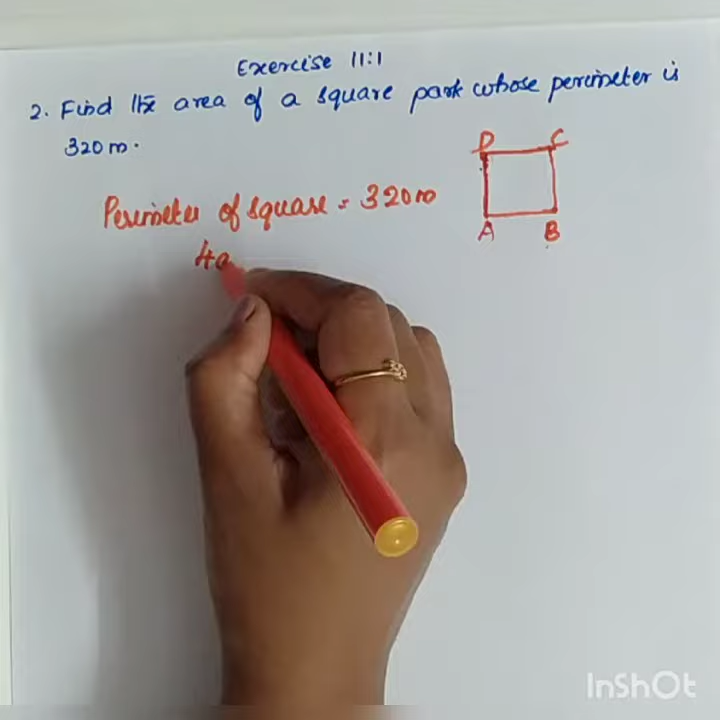 Exercise 11:1
2. Find the area of a square park whose perimeter is
320 m.
D C
Perimeter of square = 320m
A B
4a
InShOt